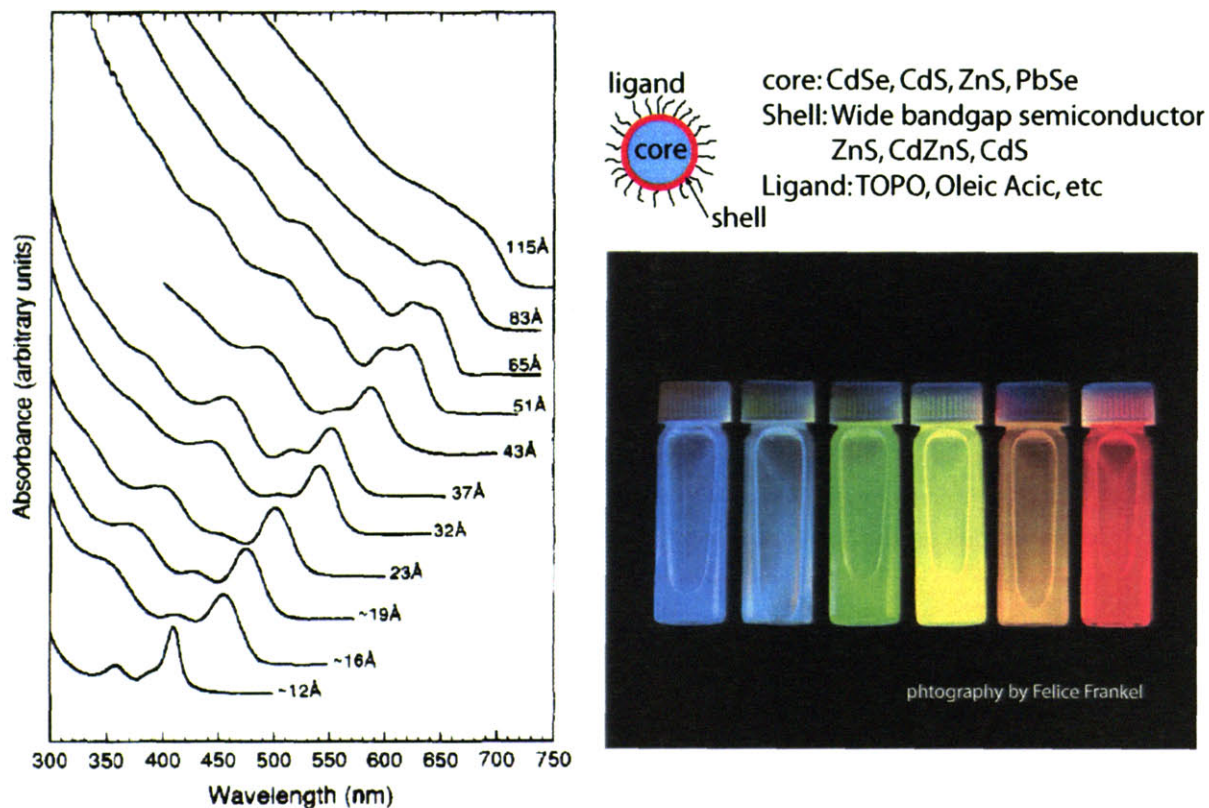 Absorbance (arbitrary units)
115Å
83Å
65Å
51Å
43Å
37Å
32Å
23Å
~19Å
~16Å
~12Å
300 350 400 450 500 550 600 650 700 750
Wavelength (nm)
ligand
core
shell
core: CdSe, CdS, ZnS, PbSe
Shell: Wide bandgap semiconductor
ZnS, CdZnS, CdS
Ligand: TOPO, Oleic Acic, etc
phtography by Felice Frankel